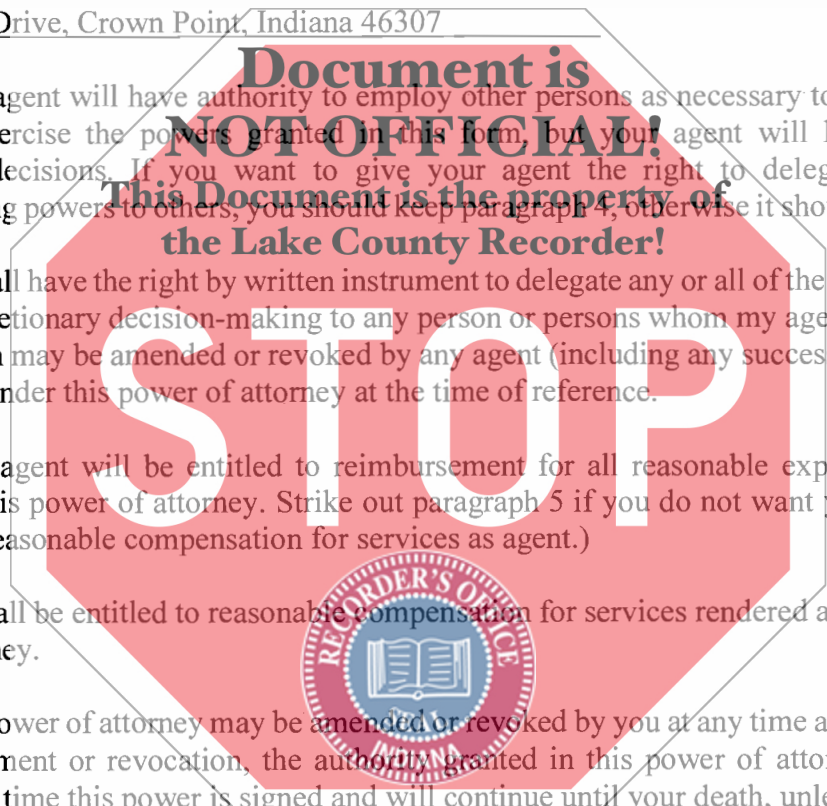 Drive, Crown Point, Indiana 46307
Document is
agent will have authority to employ other persons as necessary to
ercise the powers granted in this form, but your agent will
NOT OFFICIAL!
decisions. If you want to give your agent the right to deleg
This Document is the property of
g powers to others, you should keep paragraph 4, otherwise it sho
the Lake County Recorder!
all have the right by written instrument to delegate any or all of the
etionary decision-making to any person or persons whom my age
may be amended or revoked by any agent (including any succes
nder this power of attorney at the time of reference.
STOP
agent will be entitled to reimbursement for all reasonable exp
is power of attorney. Strike out paragraph 5 if you do not want
easonable compensation for services as agent.)
all be entitled to reasonable compensation for services rendered a
ey.
RECORDER'S OFFICE
INDIANA
ower of attorney may be amended or revoked by you at any time a
ment or revocation, the authority granted in this power of atto
time this power is signed and will continue until your death, unle